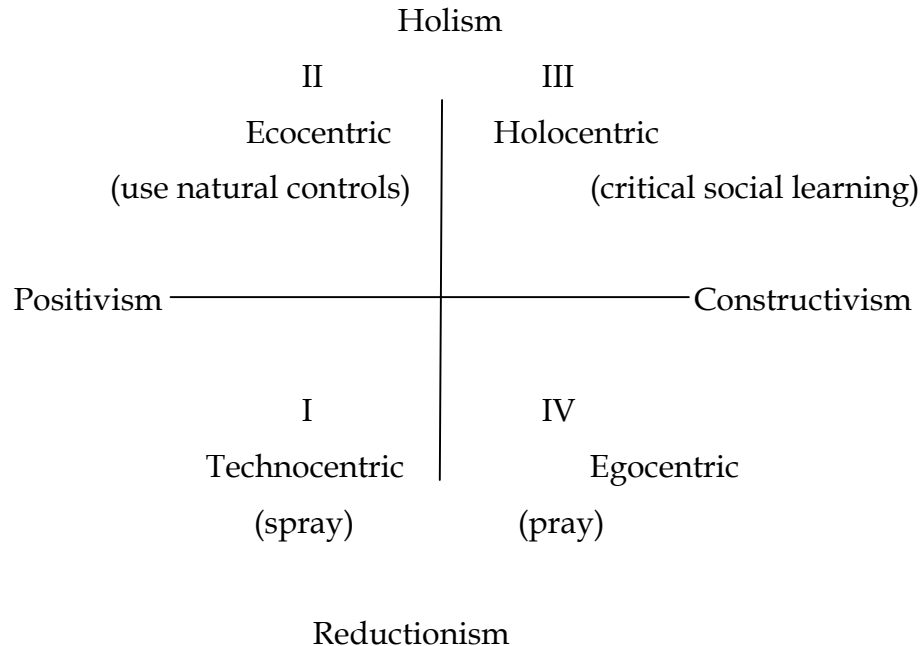 Holism
II III
Ecocentric Holocentric
(use natural controls) (critical social learning)
Positivism Constructivism
I IV
Technocentric Egocentric
(spray) (pray)
Reductionism